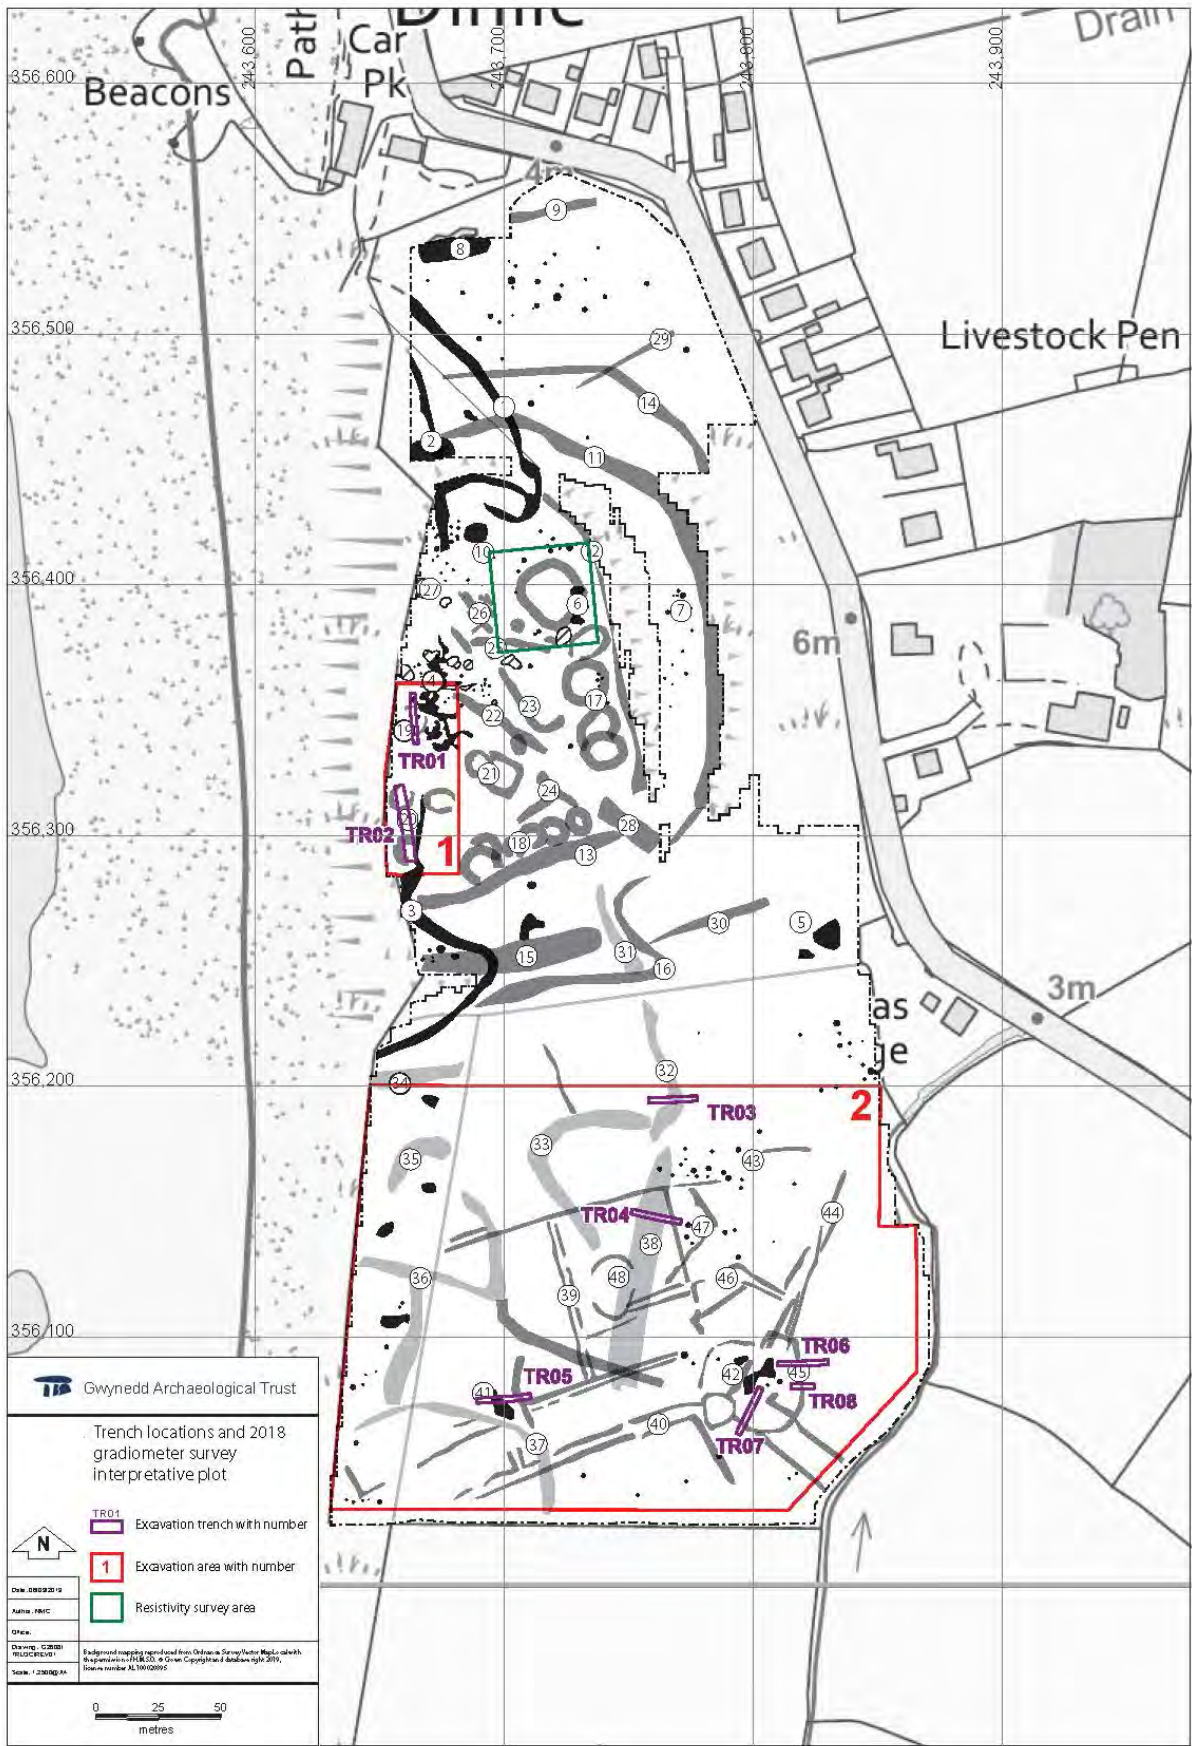 Dinlle
Drain
Path
Car
Pk
243,600
243,700
243,800
243,900
356,600
Beacons
4m
9
8
356,500
29
Livestock Pen
1
14
2
11
10
12
356,400
27
6
7
26
25
6m
4
17
23
22
19
TR01
21
24
20
28
TR02
18
356,300
1
13
3
5
30
15
31
16
3m
as
ge
32
34
356,200
2
TR03
33
35
43
44
TR04
47
38
36
48
46
39
356,100
TR06
42
45
TR05
41
TR08
40
37
TR07
Gwynedd Archaeological Trust
Trench locations and 2018
gradiometer survey
interpretative plot
TR01
Excavation trench with number
N
1
Excavation area with number
Resistivity survey area
0
25
50
metres